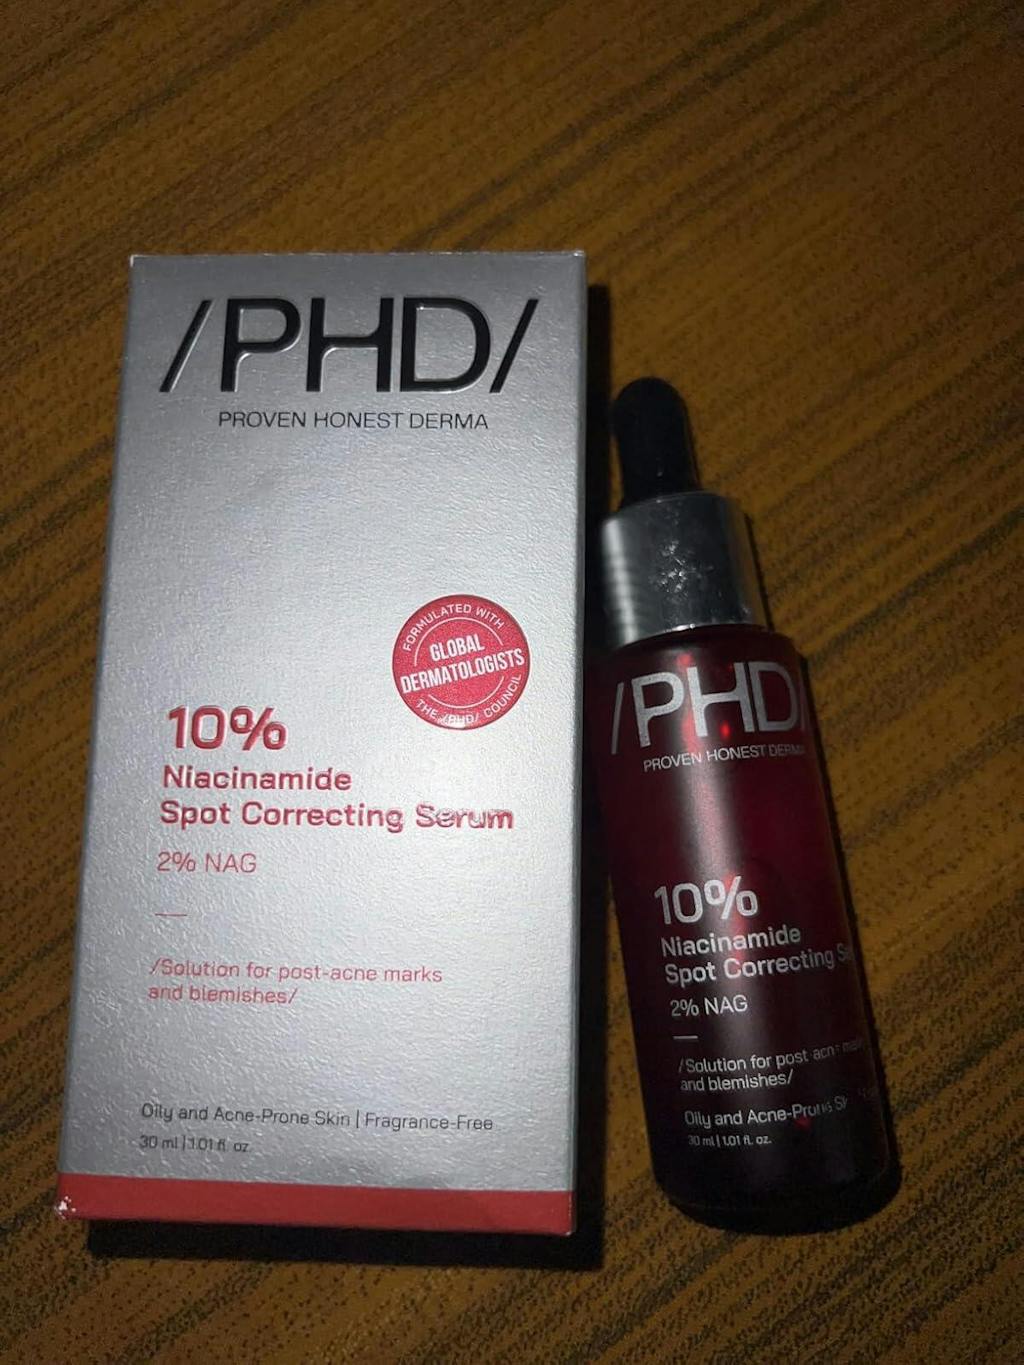 /PHD/
PROVEN HONEST DERMA
FORMULATED WITH
GLOBAL
DERMATOLOGISTS
THE /PHD/ COUNCIL
10%
Niacinamide
Spot Correcting Serum
2% NAG
/Solution for post-acne marks
and blemishes/
Oily and Acne-Prone Skin | Fragrance-Free
30 ml | 1.01 fl. oz.
/PHD/
PROVEN HONEST DERMA
10%
Niacinamide
Spot Correcting
2% NAG
/Solution for post-acne
and blemishes/
Oily and Acne-Prone
30 ml | 1.01 fl. oz.